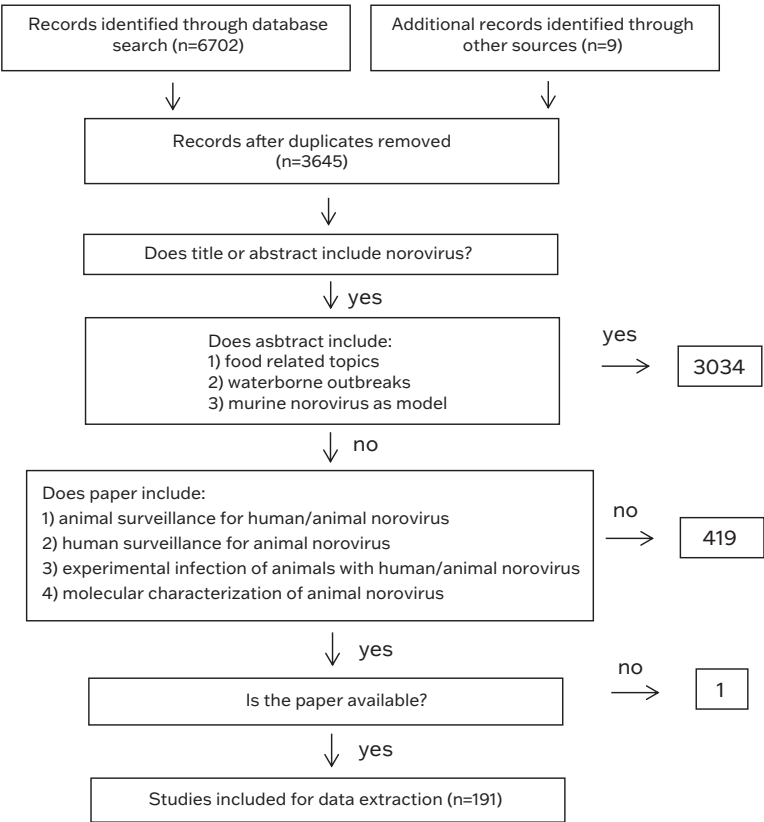 Records identified through database
search (n=6702)
Additional records identified through
other sources (n=9)
Records after duplicates removed
(n=3645)
Does title or abstract include norovirus?
yes
Does asbtract include:
1) food related topics
2) waterborne outbreaks
3) murine norovirus as model
yes
3034
no
Does paper include:
1) animal surveillance for human/animal norovirus
2) human surveillance for animal norovirus
3) experimental infection of animals with human/animal norovirus
4) molecular characterization of animal norovirus
no
419
yes
Is the paper available?
no
1
yes
Studies included for data extraction (n=191)